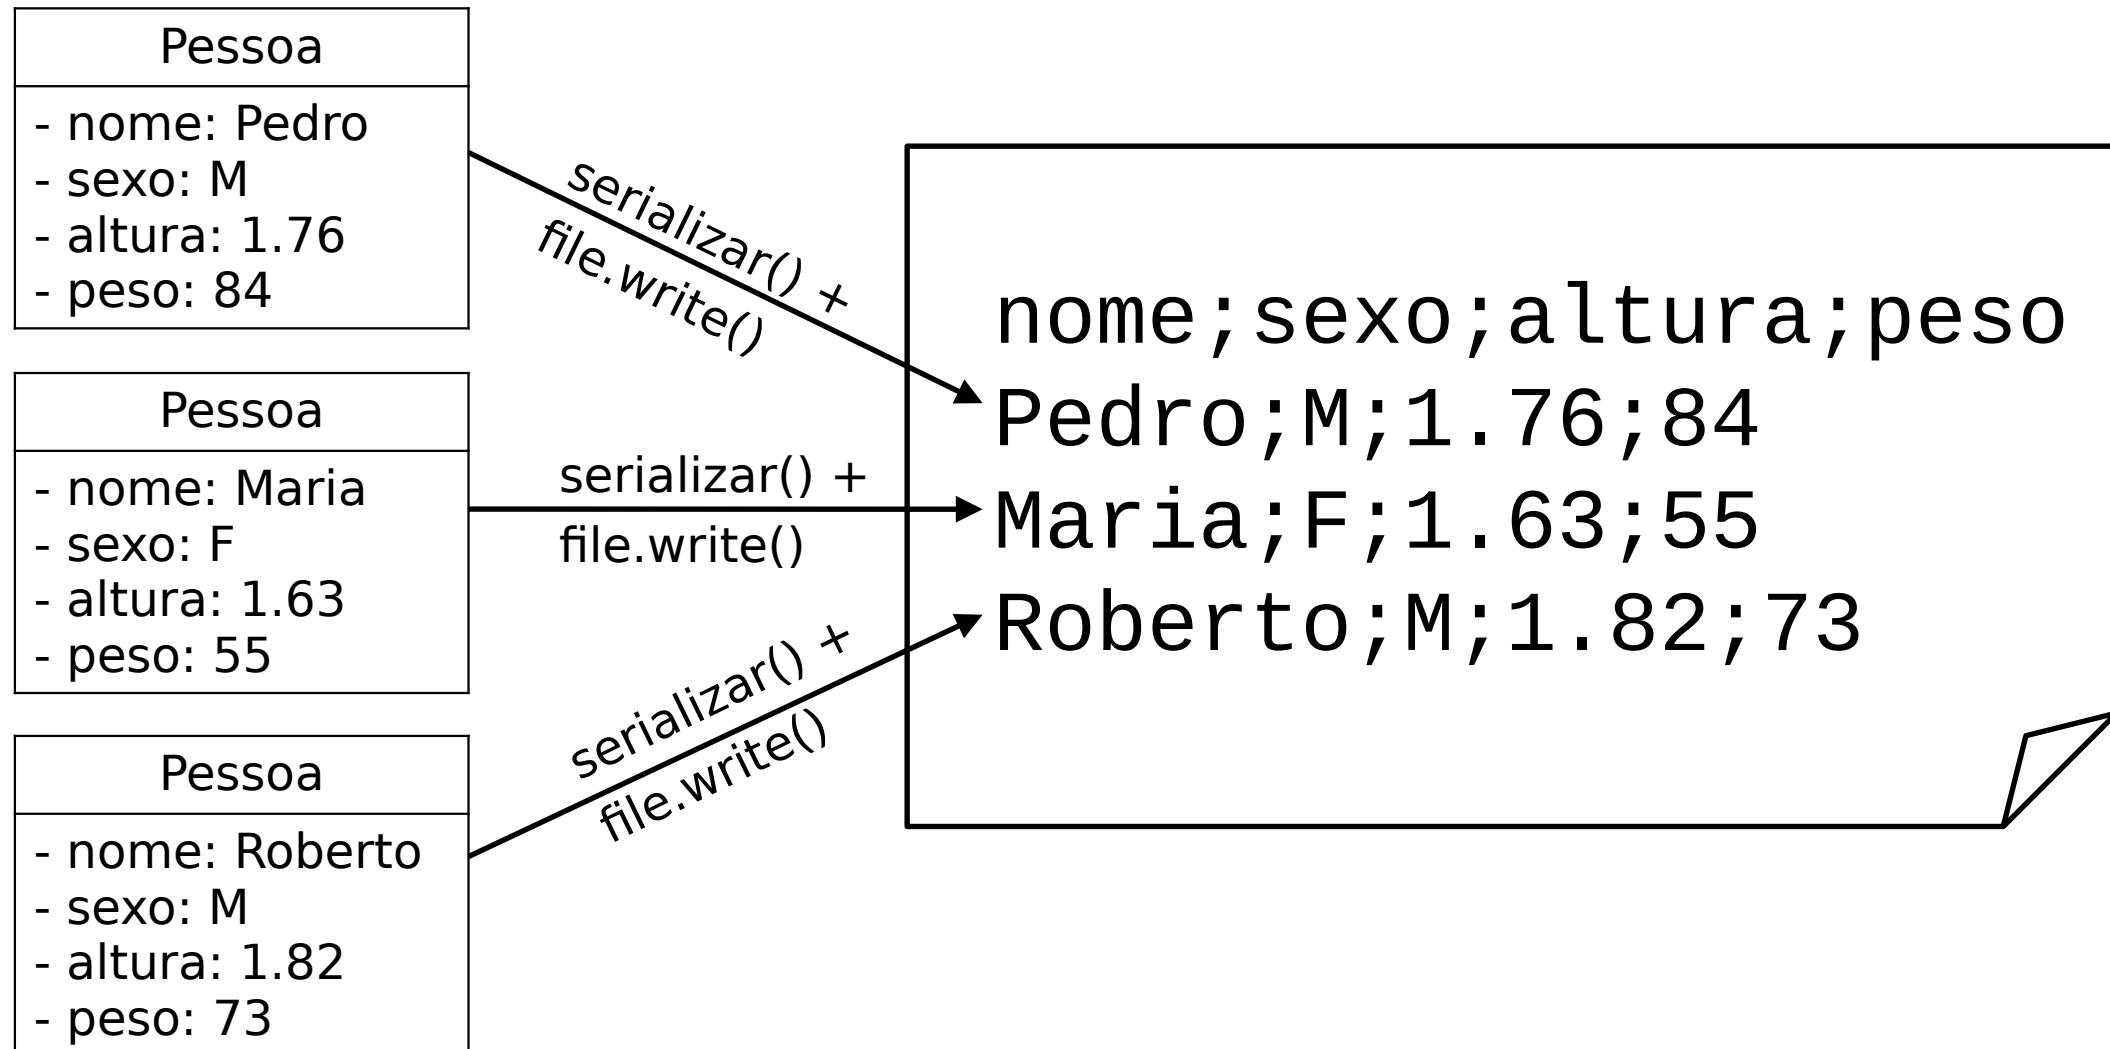 Pessoa
- nome: Pedro
- sexo: M
- altura: 1.76
- peso: 84
serializar() +
file.write()
Pessoa
- nome: Maria
- sexo: F
- altura: 1.63
- peso: 55
serializar() +
file.write()
Pessoa
- nome: Roberto
- sexo: M
- altura: 1.82
- peso: 73
serializar() +
file.write()
nome;sexo;altura;peso
Pedro;M;1.76;84
Maria;F;1.63;55
Roberto;M;1.82;73